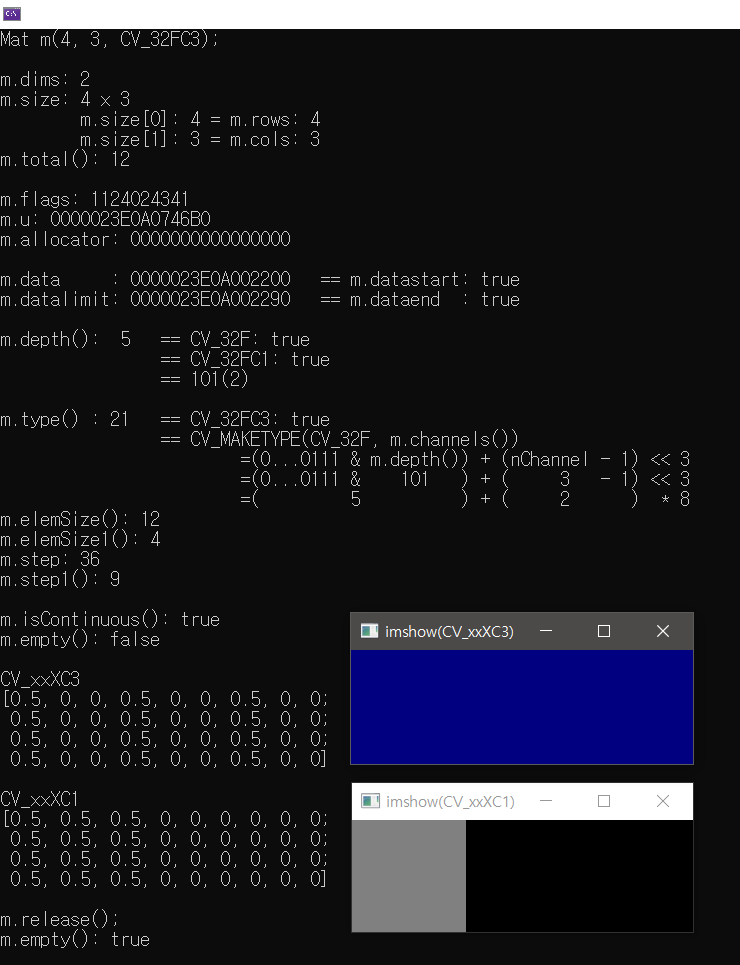 C:\
Mat m(4, 3, CV_32FC3);
m.dims: 2
m.size: 4 x 3
m.size[0]: 4 = m.rows: 4
m.size[1]: 3 = m.cols: 3
m.total(): 12
m.flags: 1124024341
m.u: 0000023E0A0746B0
m.allocator: 0000000000000000
m.data    : 0000023E0A002200   == m.datastart: true
m.datalimit: 0000023E0A002290   == m.dataend  : true
m.depth():  5   == CV_32F: true
== CV_32FC1: true
== 101(2)
m.type() : 21   == CV_32FC3: true
== CV_MAKETYPE(CV_32F, m.channels())
=(0...0111 & m.depth()) + (nChannel - 1) << 3
=(0...0111 &    101   ) + (     3   - 1) << 3
=(         5          ) + (     2      )  * 8
m.elemSize(): 12
m.elemSize1(): 4
m.step: 36
m.step1(): 9
m.isContinuous(): true
m.empty(): false
imshow(CV_xxXC3)
CV_xxXC3
[0.5, 0, 0, 0.5, 0, 0, 0.5, 0, 0;
0.5, 0, 0, 0.5, 0, 0, 0.5, 0, 0;
0.5, 0, 0, 0.5, 0, 0, 0.5, 0, 0;
0.5, 0, 0, 0.5, 0, 0, 0.5, 0, 0]
imshow(CV_xxXC1)
CV_xxXC1
[0.5, 0.5, 0.5, 0, 0, 0, 0, 0, 0;
0.5, 0.5, 0.5, 0, 0, 0, 0, 0, 0;
0.5, 0.5, 0.5, 0, 0, 0, 0, 0, 0;
0.5, 0.5, 0.5, 0, 0, 0, 0, 0, 0]
m.release();
m.empty(): true